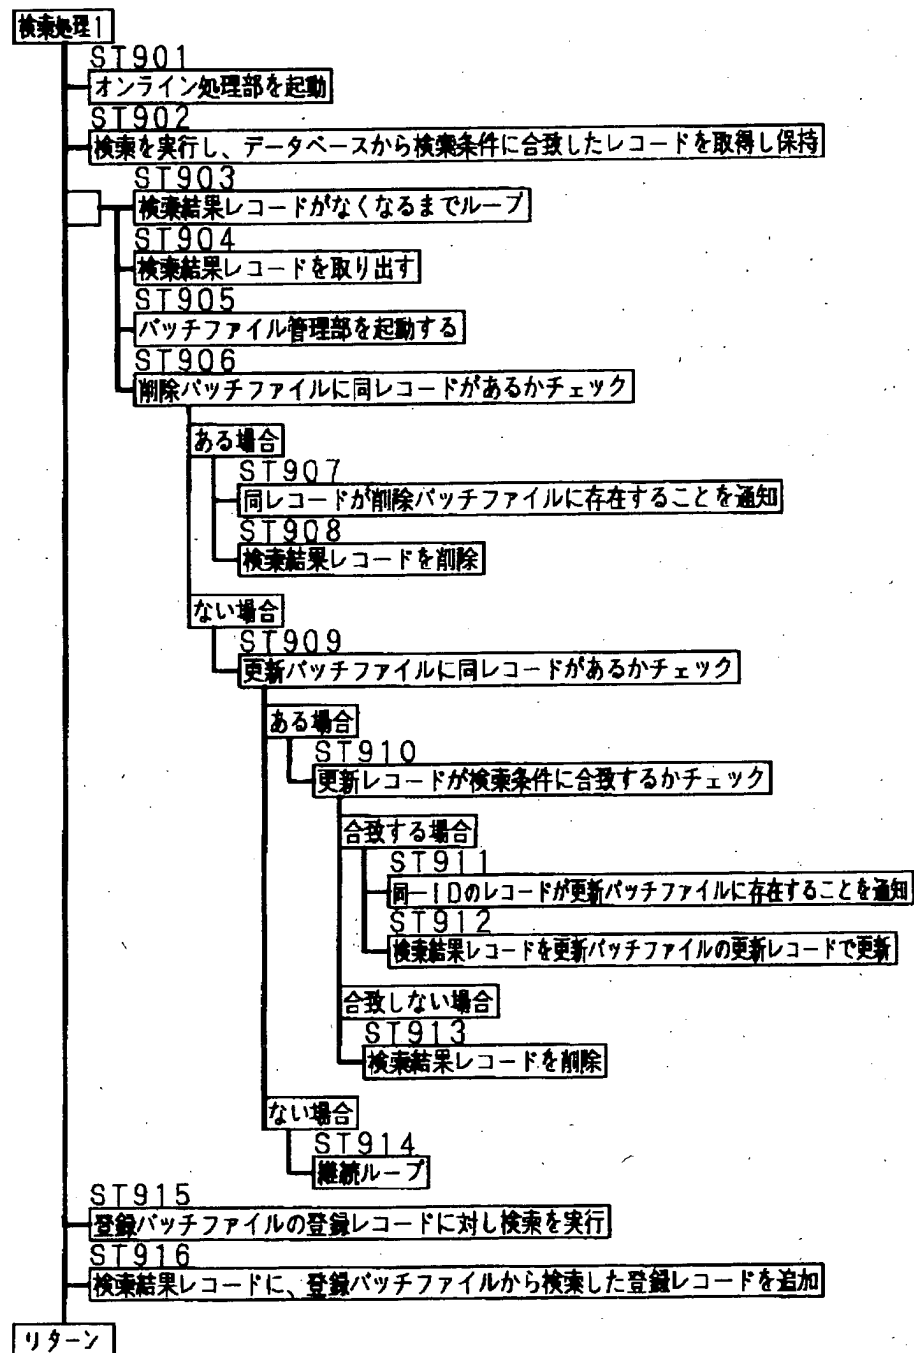 検索処理1
ST901
オンライン処理部を起動
ST902
検索を実行し、データベースから検索条件に合致したレコードを取得し保持
ST903
検索結果レコードがなくなるまでループ
ST904
検索結果レコードを取り出す
ST905
バッチファイル管理部を起動する
ST906
削除バッチファイルに同レコードがあるかチェック
ある場合
ST907
同レコードが削除バッチファイルに存在することを通知
ST908
検索結果レコードを削除
ない場合
ST909
更新バッチファイルに同レコードがあるかチェック
ある場合
ST910
更新レコードが検索条件に合致するかチェック
合致する場合
ST911
同一IDのレコードが更新バッチファイルに存在することを通知
ST912
検索結果レコードを更新バッチファイルの更新レコードで更新
合致しない場合
ST913
検索結果レコードを削除
ない場合
ST914
継続ループ
ST915
登録バッチファイルの登録レコードに対し検索を実行
ST916
検索結果レコードに、登録バッチファイルから検索した登録レコードを追加
リターン